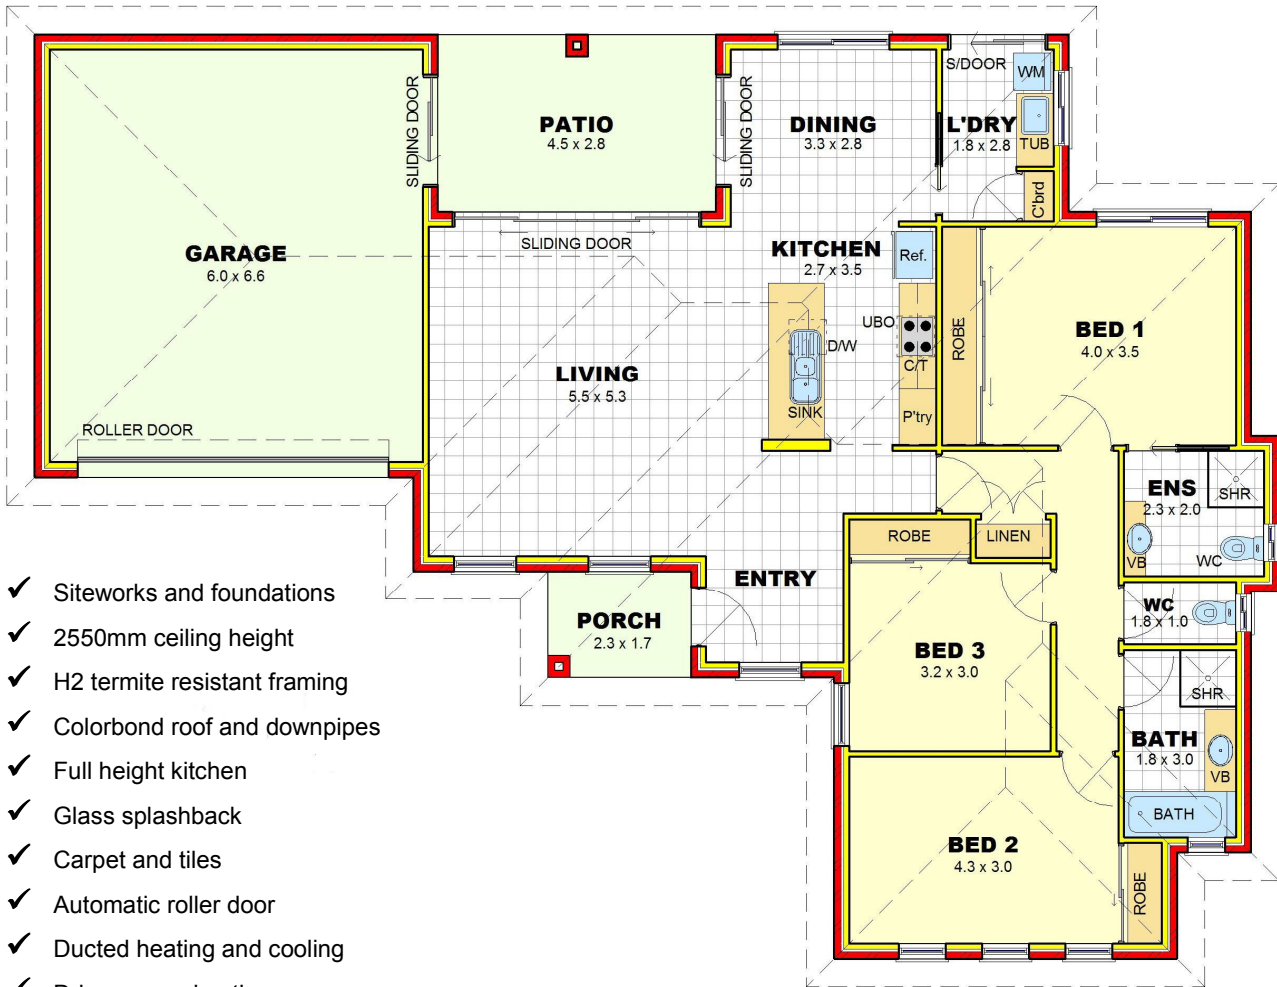 S/DOOR
WM
SLIDING DOOR
PATIO
4.5 x 2.8
SLIDING DOOR
DINING
3.3 x 2.8
L'DRY
1.8 x 2.8
TUB
C'brd
GARAGE
6.0 x 6.6
SLIDING DOOR
KITCHEN
2.7 x 3.5
Ref.
UBO
D/W
C/T
SINK
P'try
ROBE
BED 1
4.0 x 3.5
LIVING
5.5 x 5.3
ROLLER DOOR
ENS
2.3 x 2.0
SHR
VB
WC
ROBE
LINEN
ENTRY
WC
1.8 x 1.0
PORCH
2.3 x 1.7
BED 3
3.2 x 3.0
SHR
BATH
1.8 x 3.0
VB
BATH
BED 2
4.3 x 3.0
ROBE
✓ Siteworks and foundations
✓ 2550mm ceiling height
✓ H2 termite resistant framing
✓ Colorbond roof and downpipes
✓ Full height kitchen
✓ Glass splashback
✓ Carpet and tiles
✓ Automatic roller door
✓ Ducted heating and cooling